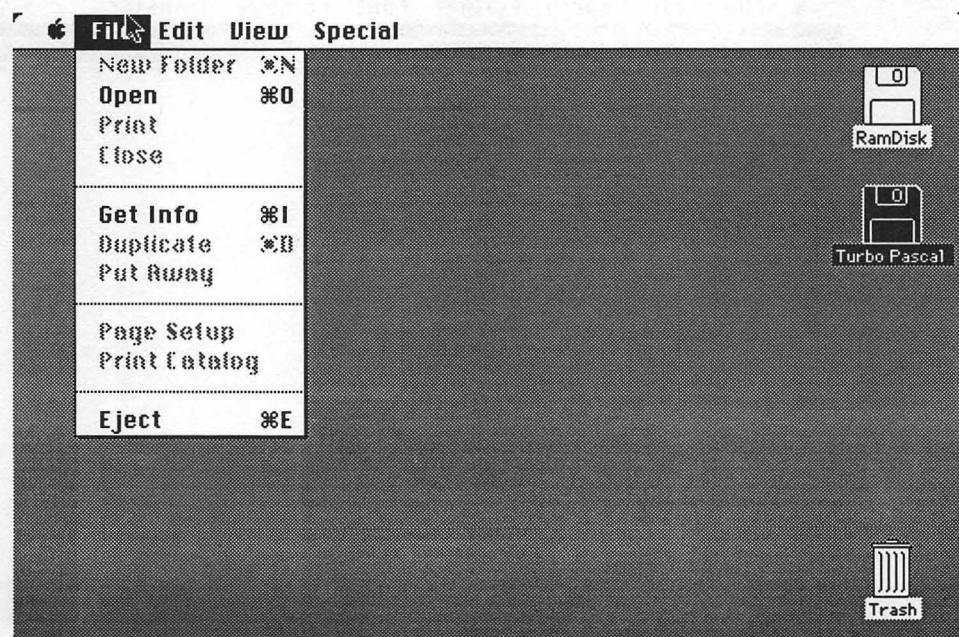 File Edit View Special
New Folder ⌘N
Open ⌘O
Print
Close
Get Info ⌘I
Duplicate ⌘D
Put Away
Page Setup
Print Catalog
Eject ⌘E
RamDisk
Turbo Pascal
Trash